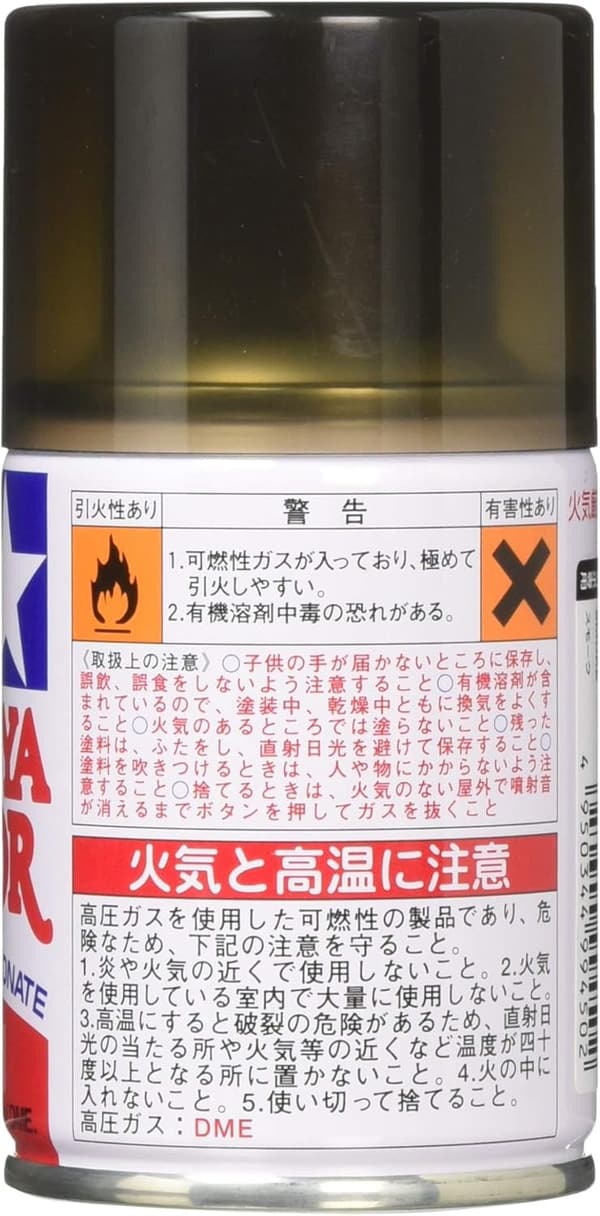 引火性あり
警告
有害性あり
1.可燃性ガスが入っており、極めて
引火しやすい。
2.有機溶剤中毒の恐れがある。
《取扱上の注意》○子供の手が届かないところに保存し、
誤飲、誤食をしないよう注意すること○有機溶剤が含
まれているので、塗装中、乾燥中ともに換気をよくす
ること○火気のあるところでは塗らないこと○残った
塗料は、ふたをし、直射日光を避けて保存すること○
塗料を吹きつけるときは、人や物にかからないよう注
意すること○捨てるときは、火気のない屋外で噴射音
が消えるまでボタンを押してガスを抜くこと
火気と高温に注意
高圧ガスを使用した可燃性の製品であり、危
険なため、下記の注意を守ること。
1.炎や火気の近くで使用しないこと。2.火気
を使用している室内で大量に使用しないこと。
3.高温にすると破裂の危険があるため、直射日
光の当たる所や火気等の近くなど温度が四十
度以上となる所に置かないこと。4.火の中に
入れないこと。5.使い切って捨てること。
高圧ガス：DME
YA
OR
ONATE
DME.
火気
スモーク
4 950344 994502